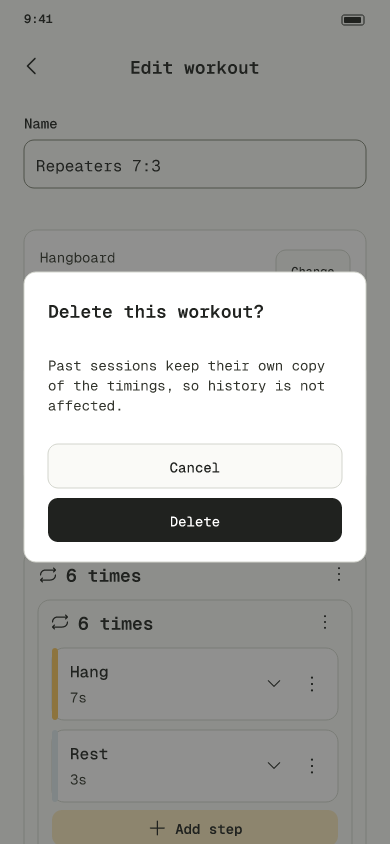 9:41
Edit workout
Name
Repeaters 7:3
Hangboard
Change
Delete this workout?
Past sessions keep their own copy
of the timings, so history is not
affected.
Cancel
Delete
6 times
6 times
Hang
7s
Rest
3s
Add step